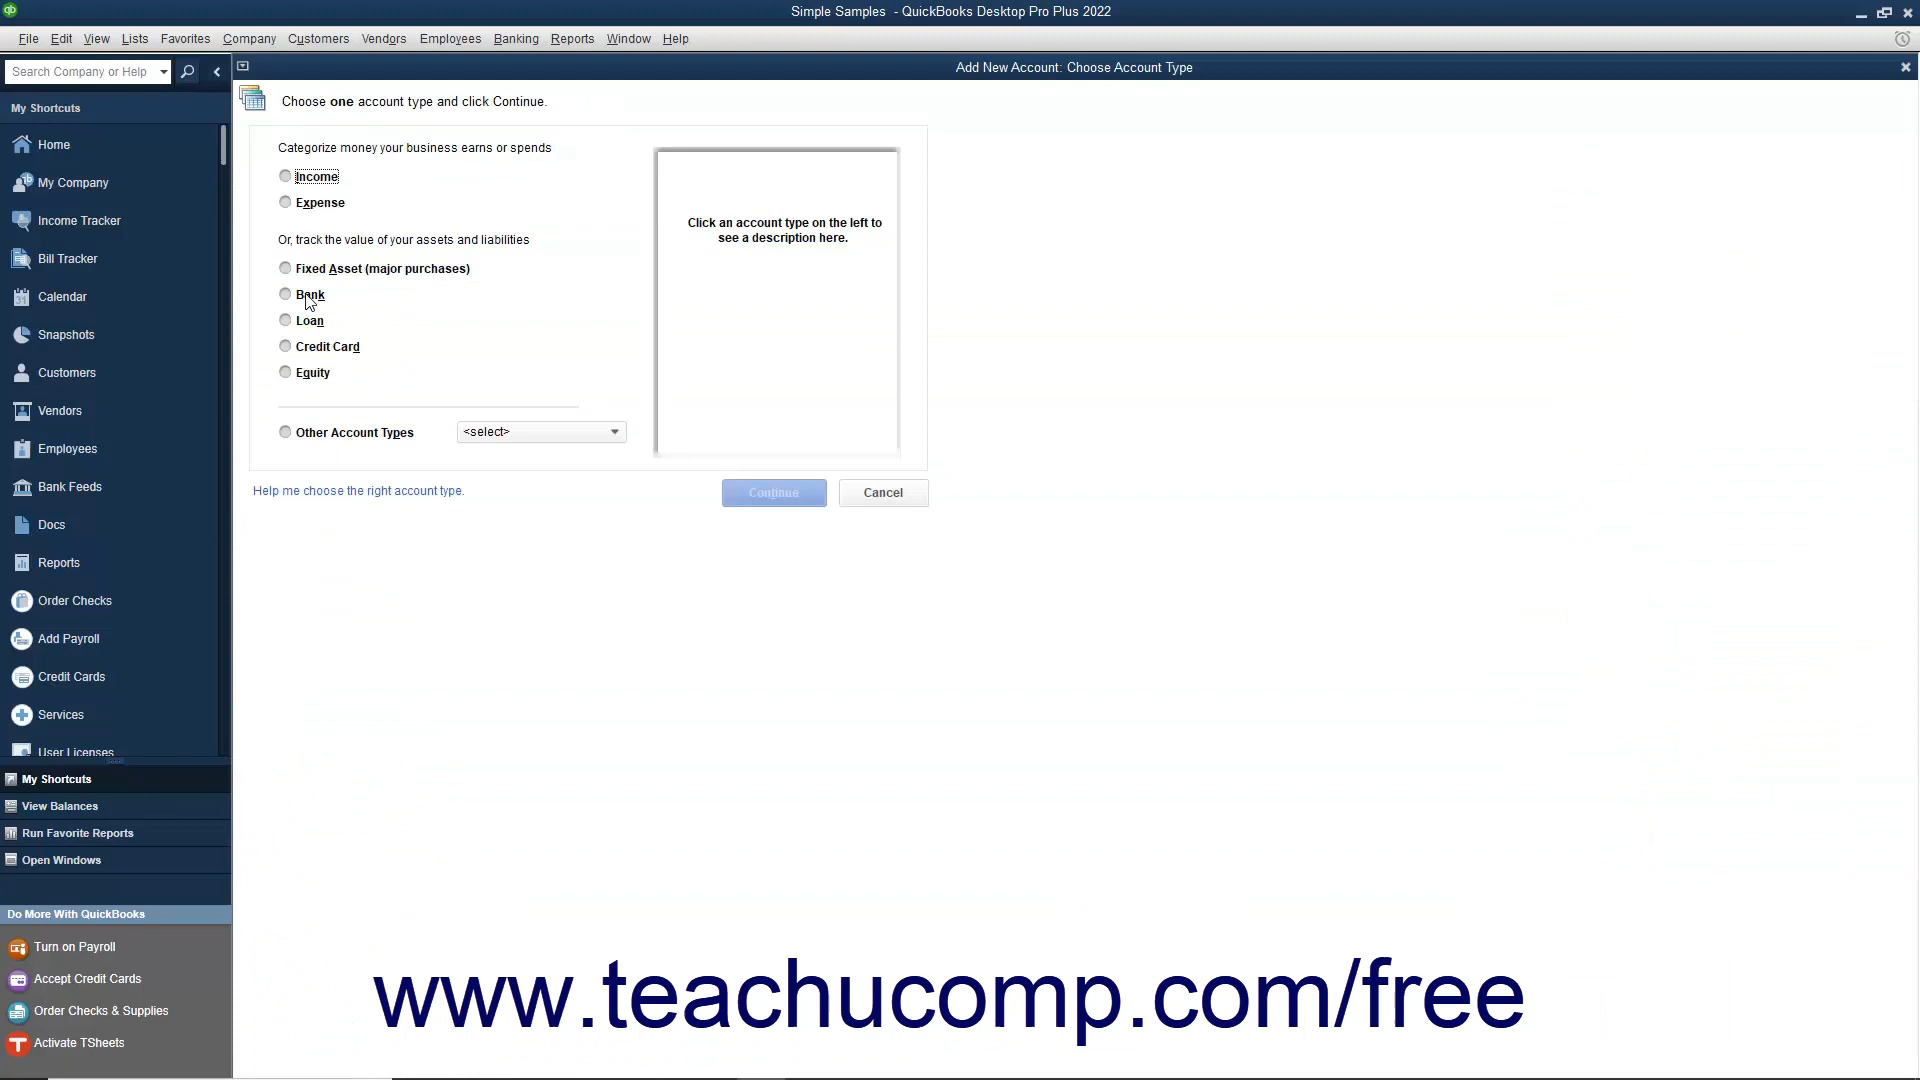 Simple Samples - QuickBooks Desktop Pro Plus 2022
File Edit View Lists Favorites Company Customers Vendors Employees Banking Reports Window Help
Search Company or Help
Add New Account: Choose Account Type
My Shortcuts
Home
My Company
Income Tracker
Bill Tracker
Calendar
Snapshots
Customers
Vendors
Employees
Bank Feeds
Docs
Reports
Order Checks
Add Payroll
Credit Cards
Services
User Licenses
My Shortcuts
View Balances
Run Favorite Reports
Open Windows
Do More With QuickBooks
Turn on Payroll
Accept Credit Cards
Order Checks & Supplies
Activate TSheets
Choose one account type and click Continue.
Categorize money your business earns or spends
Income
Expense
Or, track the value of your assets and liabilities
Fixed Asset (major purchases)
Bank
Loan
Credit Card
Equity
Other Account Types <select>
Click an account type on the left to
see a description here.
Help me choose the right account type.
Continue Cancel
www.teachucomp.com/free